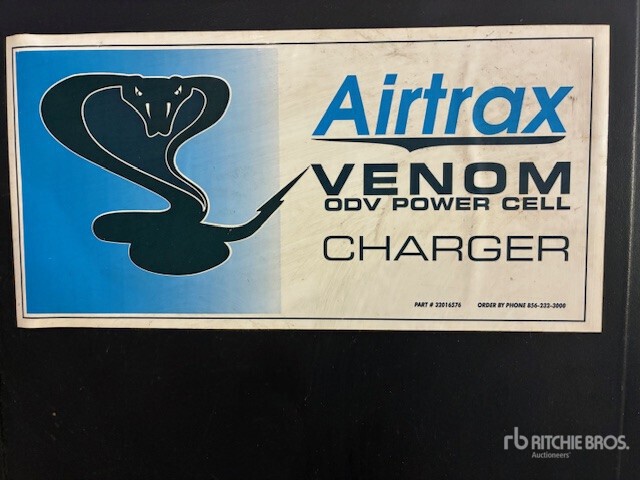 Airtrax
VENOM
ODV POWER CELL
CHARGER
PART # 33016576 ORDER BY PHONE 856-232-3000
rb RITCHIE BROS.
Auctioneers